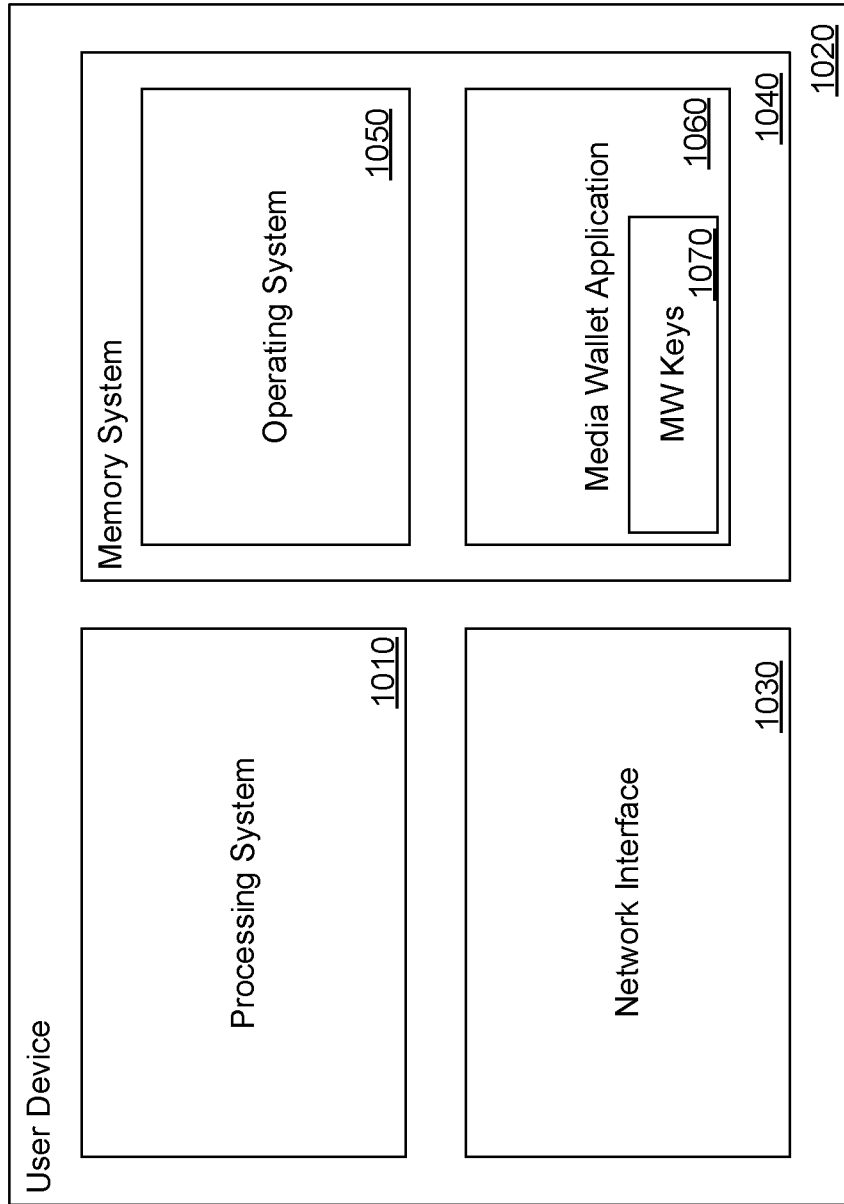 User Device
Processing System
1010
Network Interface
1030
Memory System
Operating System
1050
Media Wallet Application
MW Keys
1070
1060
1040
1020